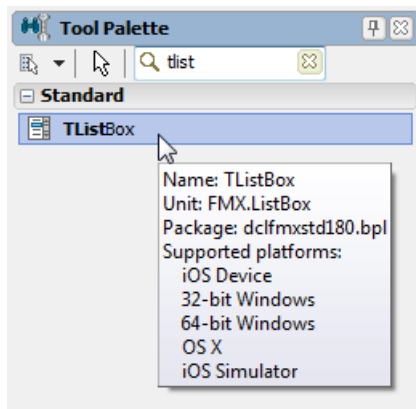 Tool Palette
tlist
Standard
TListBox
Name: TListBox
Unit: FMX.ListBox
Package: dclfmxstd180.bpl
Supported platforms:
iOS Device
32-bit Windows
64-bit Windows
OS X
iOS Simulator